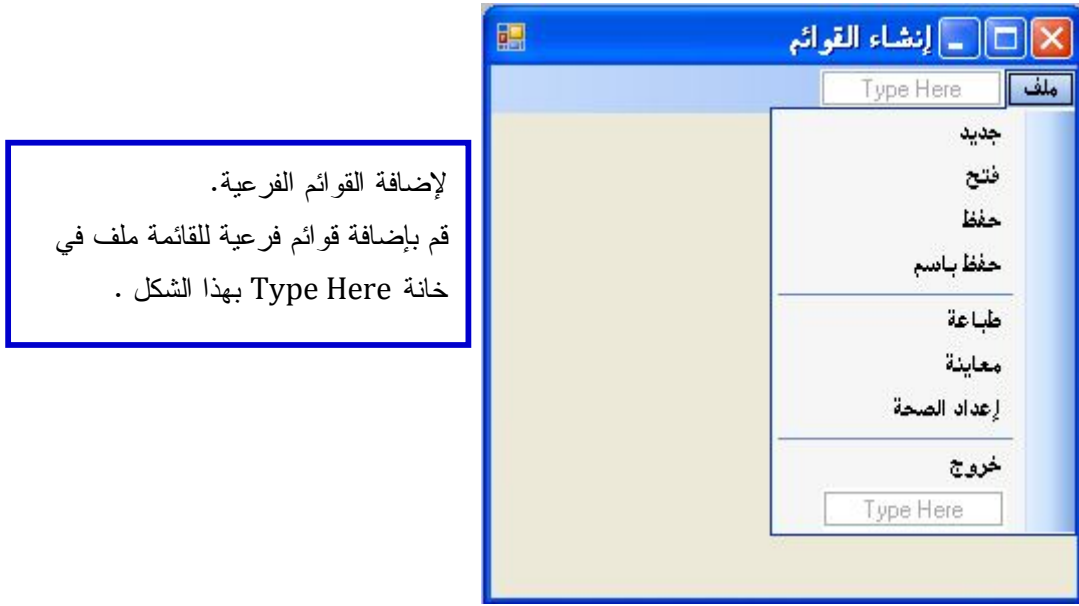 إنشاء القوائم
ملف Type Here
جديد
فتح
حفظ
حفظ باسم
طباعة
معاينة
إعداد الصحة
خروج
Type Here
لإضافة القوائم الفرعية.
قم بإضافة قوائم فرعية للقائمة ملف في
خانة Type Here بهذا الشكل .